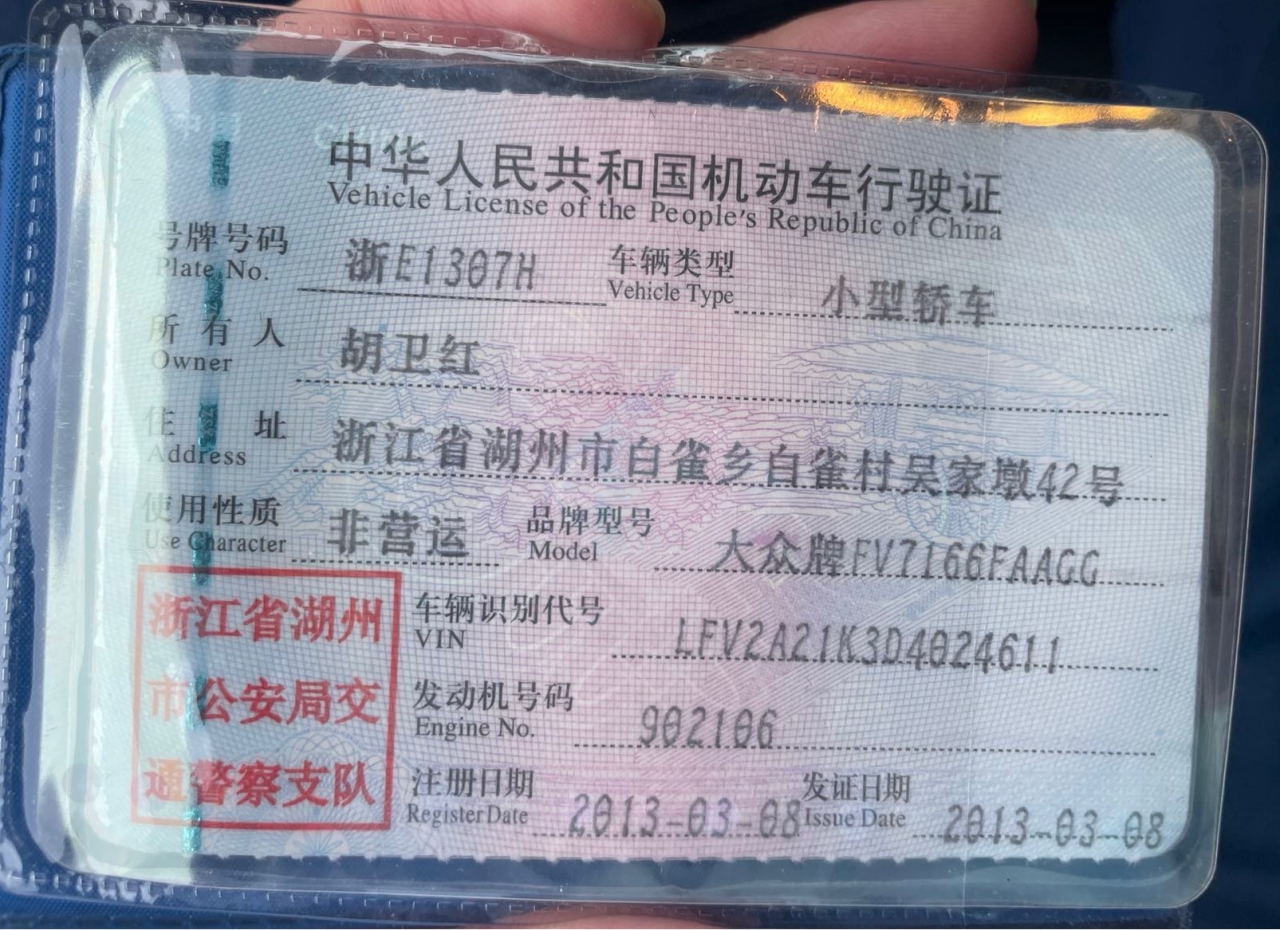 中华人民共和国机动车行驶证
Vehicle License of the People's Republic of China
号牌号码 浙E1307H 车辆类型 小型轿车
Plate No. Vehicle Type
所有人 胡卫红
Owner
住址 浙江省湖州市白雀乡白雀村吴家墩42号
Address
使用性质 非营运 品牌型号 大众牌FV7166FAAGG
Use Character Model
浙江省湖州 车辆识别代号 LFV2A21K3D4024611
VIN
市公安局交 发动机号码 902106
Engine No.
通警察支队 注册日期 2013-03-08 发证日期 2013-03-08
Register Date Issue Date